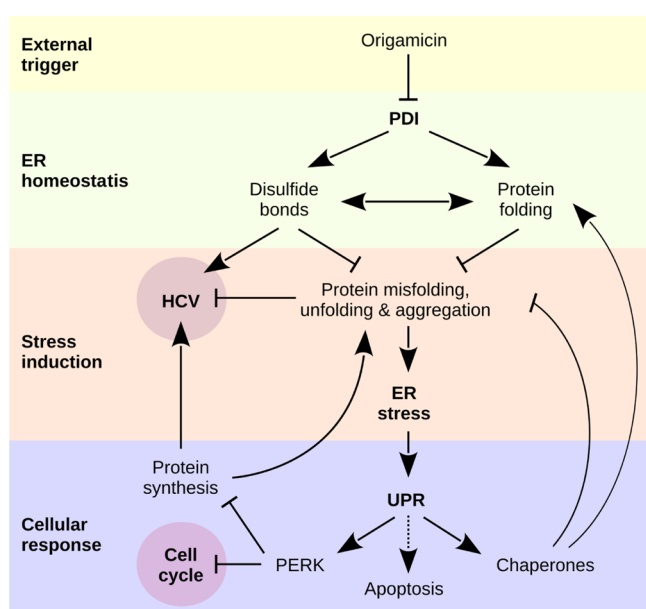 External
trigger
Origamicin
PDI
ER
homeostatis
Disulfide
bonds
Protein
folding
HCV
Protein misfolding,
unfolding & aggregation
Stress
induction
ER
stress
Protein
synthesis
UPR
Cellular
response
Cell
cycle
PERK
Chaperones
Apoptosis